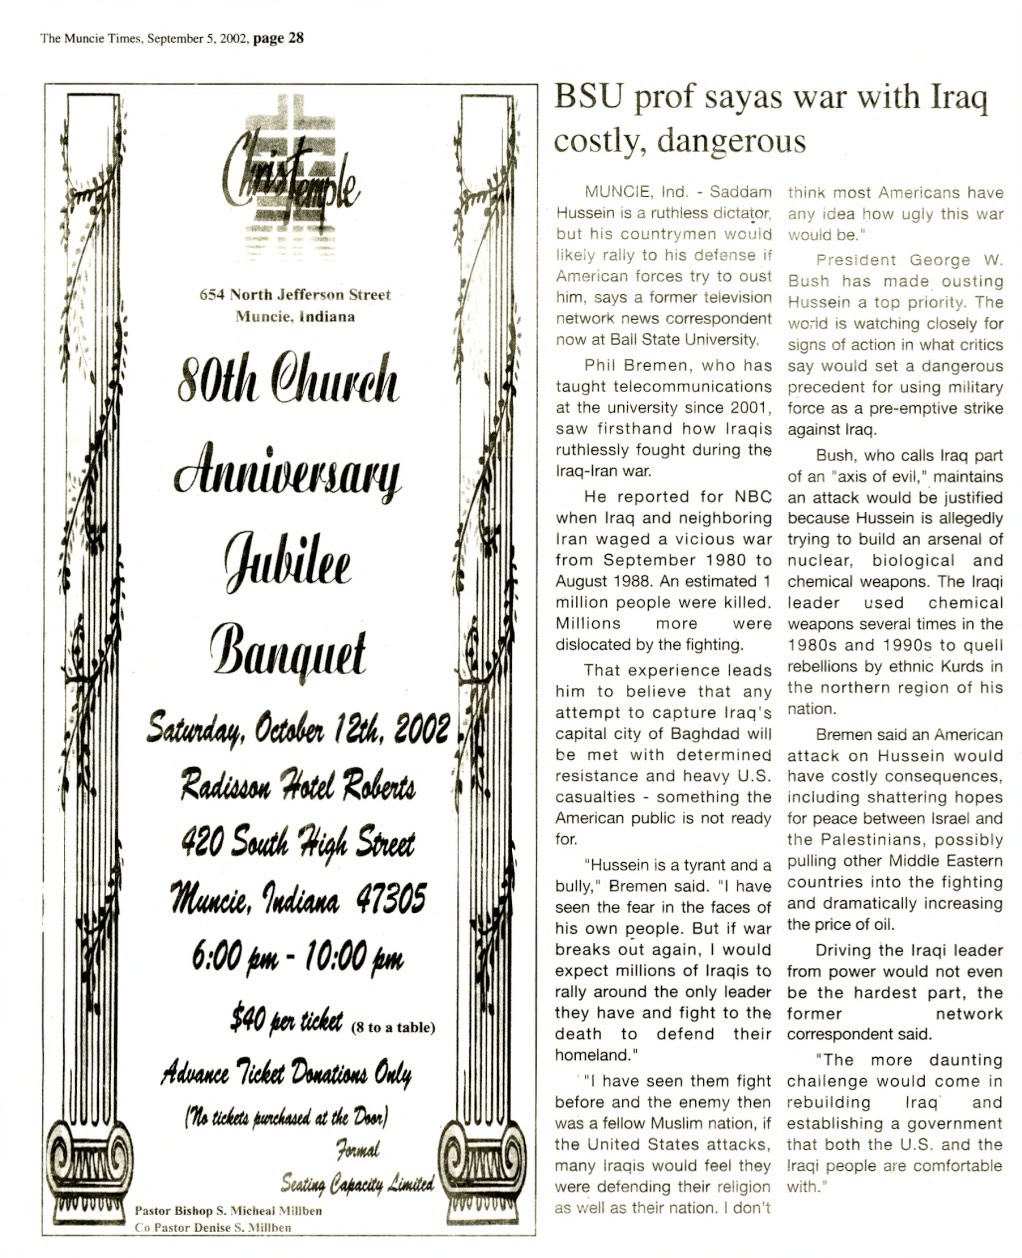 The Muncie Times, September 5, 2002, page 28
Christ Temple
654 North Jefferson Street
Muncie, Indiana
80th Church
Anniversary
Jubilee
Banquet
Saturday, October 12th, 2002
Radisson Hotel Roberts
420 South High Street
Muncie, Indiana 47305
6:00 pm - 10:00 pm
$40 per ticket (8 to a table)
Advance Ticket Donations Only
(No tickets purchased at the Door)
Formal
Seating Capacity Limited
Pastor Bishop S. Micheal Millben
Co Pastor Denise S. Millben
BSU prof sayas war with Iraq
costly, dangerous
MUNCIE, Ind. - Saddam
Hussein is a ruthless dictator,
but his countrymen would
likely rally to his defense if
American forces try to oust
him, says a former television
network news correspondent
now at Ball State University.
Phil Bremen, who has
taught telecommunications
at the university since 2001,
saw firsthand how Iraqis
ruthlessly fought during the
Iraq-Iran war.
He reported for NBC
when Iraq and neighboring
Iran waged a vicious war
from September 1980 to
August 1988. An estimated 1
million people were killed.
Millions more were
dislocated by the fighting.
That experience leads
him to believe that any
attempt to capture Iraq's
capital city of Baghdad will
be met with determined
resistance and heavy U.S.
casualties - something the
American public is not ready
for.
"Hussein is a tyrant and a
bully," Bremen said. "I have
seen the fear in the faces of
his own people. But if war
breaks out again, I would
expect millions of Iraqis to
rally around the only leader
they have and fight to the
death to defend their
homeland."
"I have seen them fight
before and the enemy then
was a fellow Muslim nation, if
the United States attacks,
many Iraqis would feel they
were defending their religion
as well as their nation. I don't
think most Americans have
any idea how ugly this war
would be."
President George W.
Bush has made ousting
Hussein a top priority. The
world is watching closely for
signs of action in what critics
say would set a dangerous
precedent for using military
force as a pre-emptive strike
against Iraq.
Bush, who calls Iraq part
of an "axis of evil," maintains
an attack would be justified
because Hussein is allegedly
trying to build an arsenal of
nuclear, biological and
chemical weapons. The Iraqi
leader used chemical
weapons several times in the
1980s and 1990s to quell
rebellions by ethnic Kurds in
the northern region of his
nation.
Bremen said an American
attack on Hussein would
have costly consequences,
including shattering hopes
for peace between Israel and
the Palestinians, possibly
pulling other Middle Eastern
countries into the fighting
and dramatically increasing
the price of oil.
Driving the Iraqi leader
from power would not even
be the hardest part, the
former network
correspondent said.
"The more daunting
challenge would come in
rebuilding Iraq and
establishing a government
that both the U.S. and the
Iraqi people are comfortable
with."